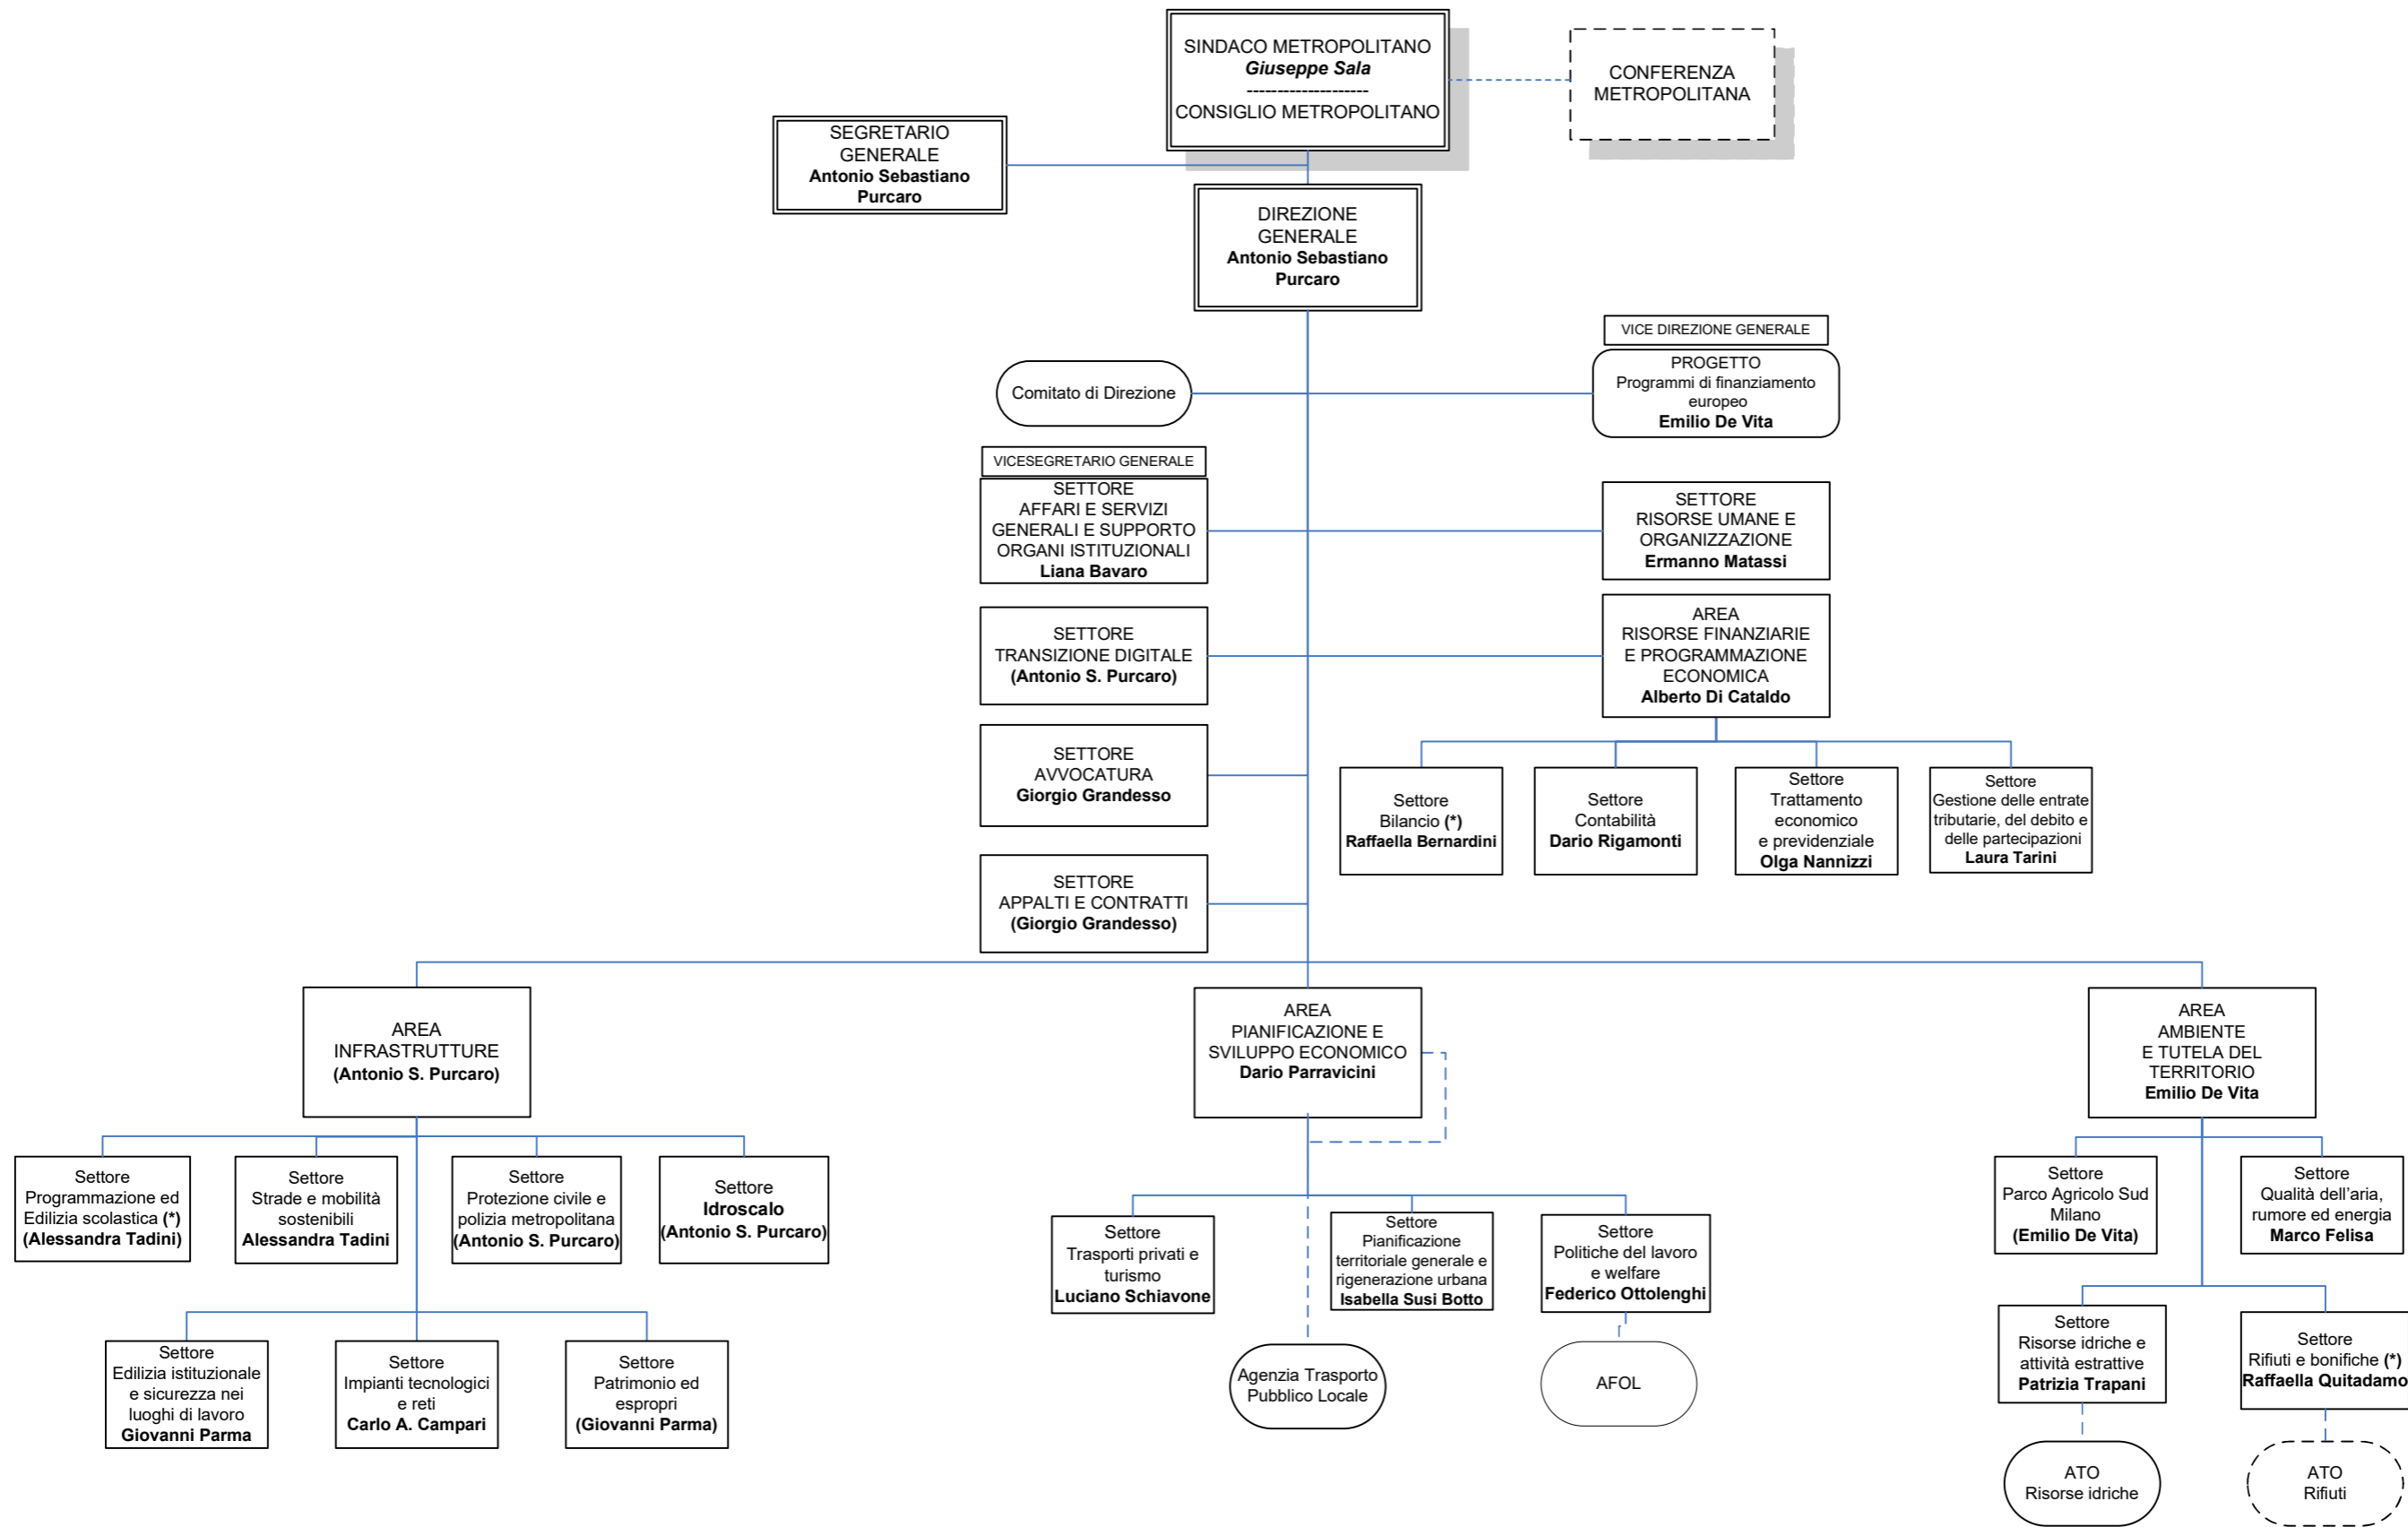 SINDACO METROPOLITANO
Giuseppe Sala
--------------------
CONSIGLIO METROPOLITANO
CONFERENZA
METROPOLITANA
SEGRETARIO
GENERALE
Antonio Sebastiano
Purcaro
DIREZIONE
GENERALE
Antonio Sebastiano
Purcaro
VICE DIREZIONE GENERALE
Comitato di Direzione
PROGETTO
Programmi di finanziamento
europeo
Emilio De Vita
VICESEGRETARIO GENERALE
SETTORE
AFFARI E SERVIZI
GENERALI E SUPPORTO
ORGANI ISTITUZIONALI
Liana Bavaro
SETTORE
RISORSE UMANE E
ORGANIZZAZIONE
Ermanno Matassi
SETTORE
TRANSIZIONE DIGITALE
(Antonio S. Purcaro)
AREA
RISORSE FINANZIARIE
E PROGRAMMAZIONE
ECONOMICA
Alberto Di Cataldo
SETTORE
AVVOCATURA
Giorgio Grandesso
Settore
Bilancio (*)
Raffaella Bernardini
Settore
Contabilità
Dario Rigamonti
Settore
Trattamento
economico
e previdenziale
Olga Nannizzi
Settore
Gestione delle entrate
tributarie, del debito e
delle partecipazioni
Laura Tarini
SETTORE
APPALTI E CONTRATTI
(Giorgio Grandesso)
AREA
INFRASTRUTTURE
(Antonio S. Purcaro)
AREA
PIANIFICAZIONE E
SVILUPPO ECONOMICO
Dario Parravicini
AREA
AMBIENTE
E TUTELA DEL
TERRITORIO
Emilio De Vita
Settore
Programmazione ed
Edilizia scolastica (*)
(Alessandra Tadini)
Settore
Strade e mobilità
sostenibili
Alessandra Tadini
Settore
Protezione civile e
polizia metropolitana
(Antonio S. Purcaro)
Settore
Idroscalo
(Antonio S. Purcaro)
Settore
Trasporti privati e
turismo
Luciano Schiavone
Settore
Pianificazione
territoriale generale e
rigenerazione urbana
Isabella Susi Botto
Settore
Politiche del lavoro
e welfare
Federico Ottolenghi
Settore
Parco Agricolo Sud
Milano
(Emilio De Vita)
Settore
Qualità dell'aria,
rumore ed energia
Marco Felisa
Settore
Edilizia istituzionale
e sicurezza nei
luoghi di lavoro
Giovanni Parma
Settore
Impianti tecnologici
e reti
Carlo A. Campari
Settore
Patrimonio ed
espropri
(Giovanni Parma)
Agenzia Trasporto
Pubblico Locale
AFOL
Settore
Risorse idriche e
attività estrattive
Patrizia Trapani
Settore
Rifiuti e bonifiche (*)
Raffaella Quitadamo
ATO
Risorse idriche
ATO
Rifiuti